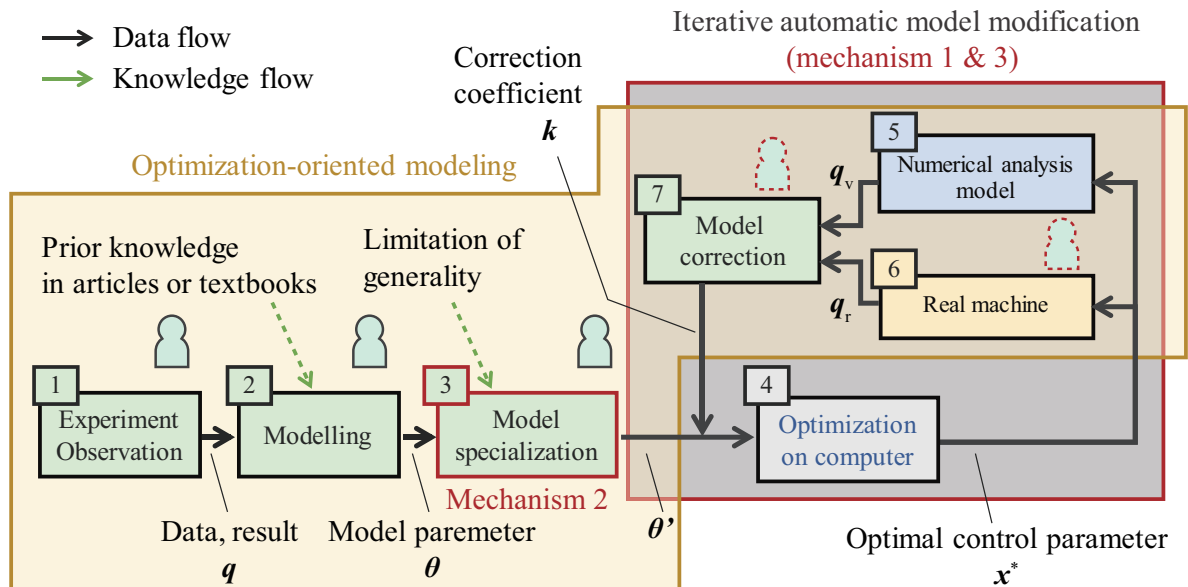 Data flow
Knowledge flow
Iterative automatic model modification
(mechanism 1 & 3)
Correction
coefficient
k
Optimization-oriented modeling
5
Numerical analysis
model
qv
7
Model
correction
6
Real machine
qr
Prior knowledge
in articles or textbooks
Limitation of
generality
1
Experiment
Observation
2
Modelling
3
Model
specialization
Mechanism 2
4
Optimization
on computer
Data, result
q
Model paremeter
θ
θ’
Optimal control parameter
x*